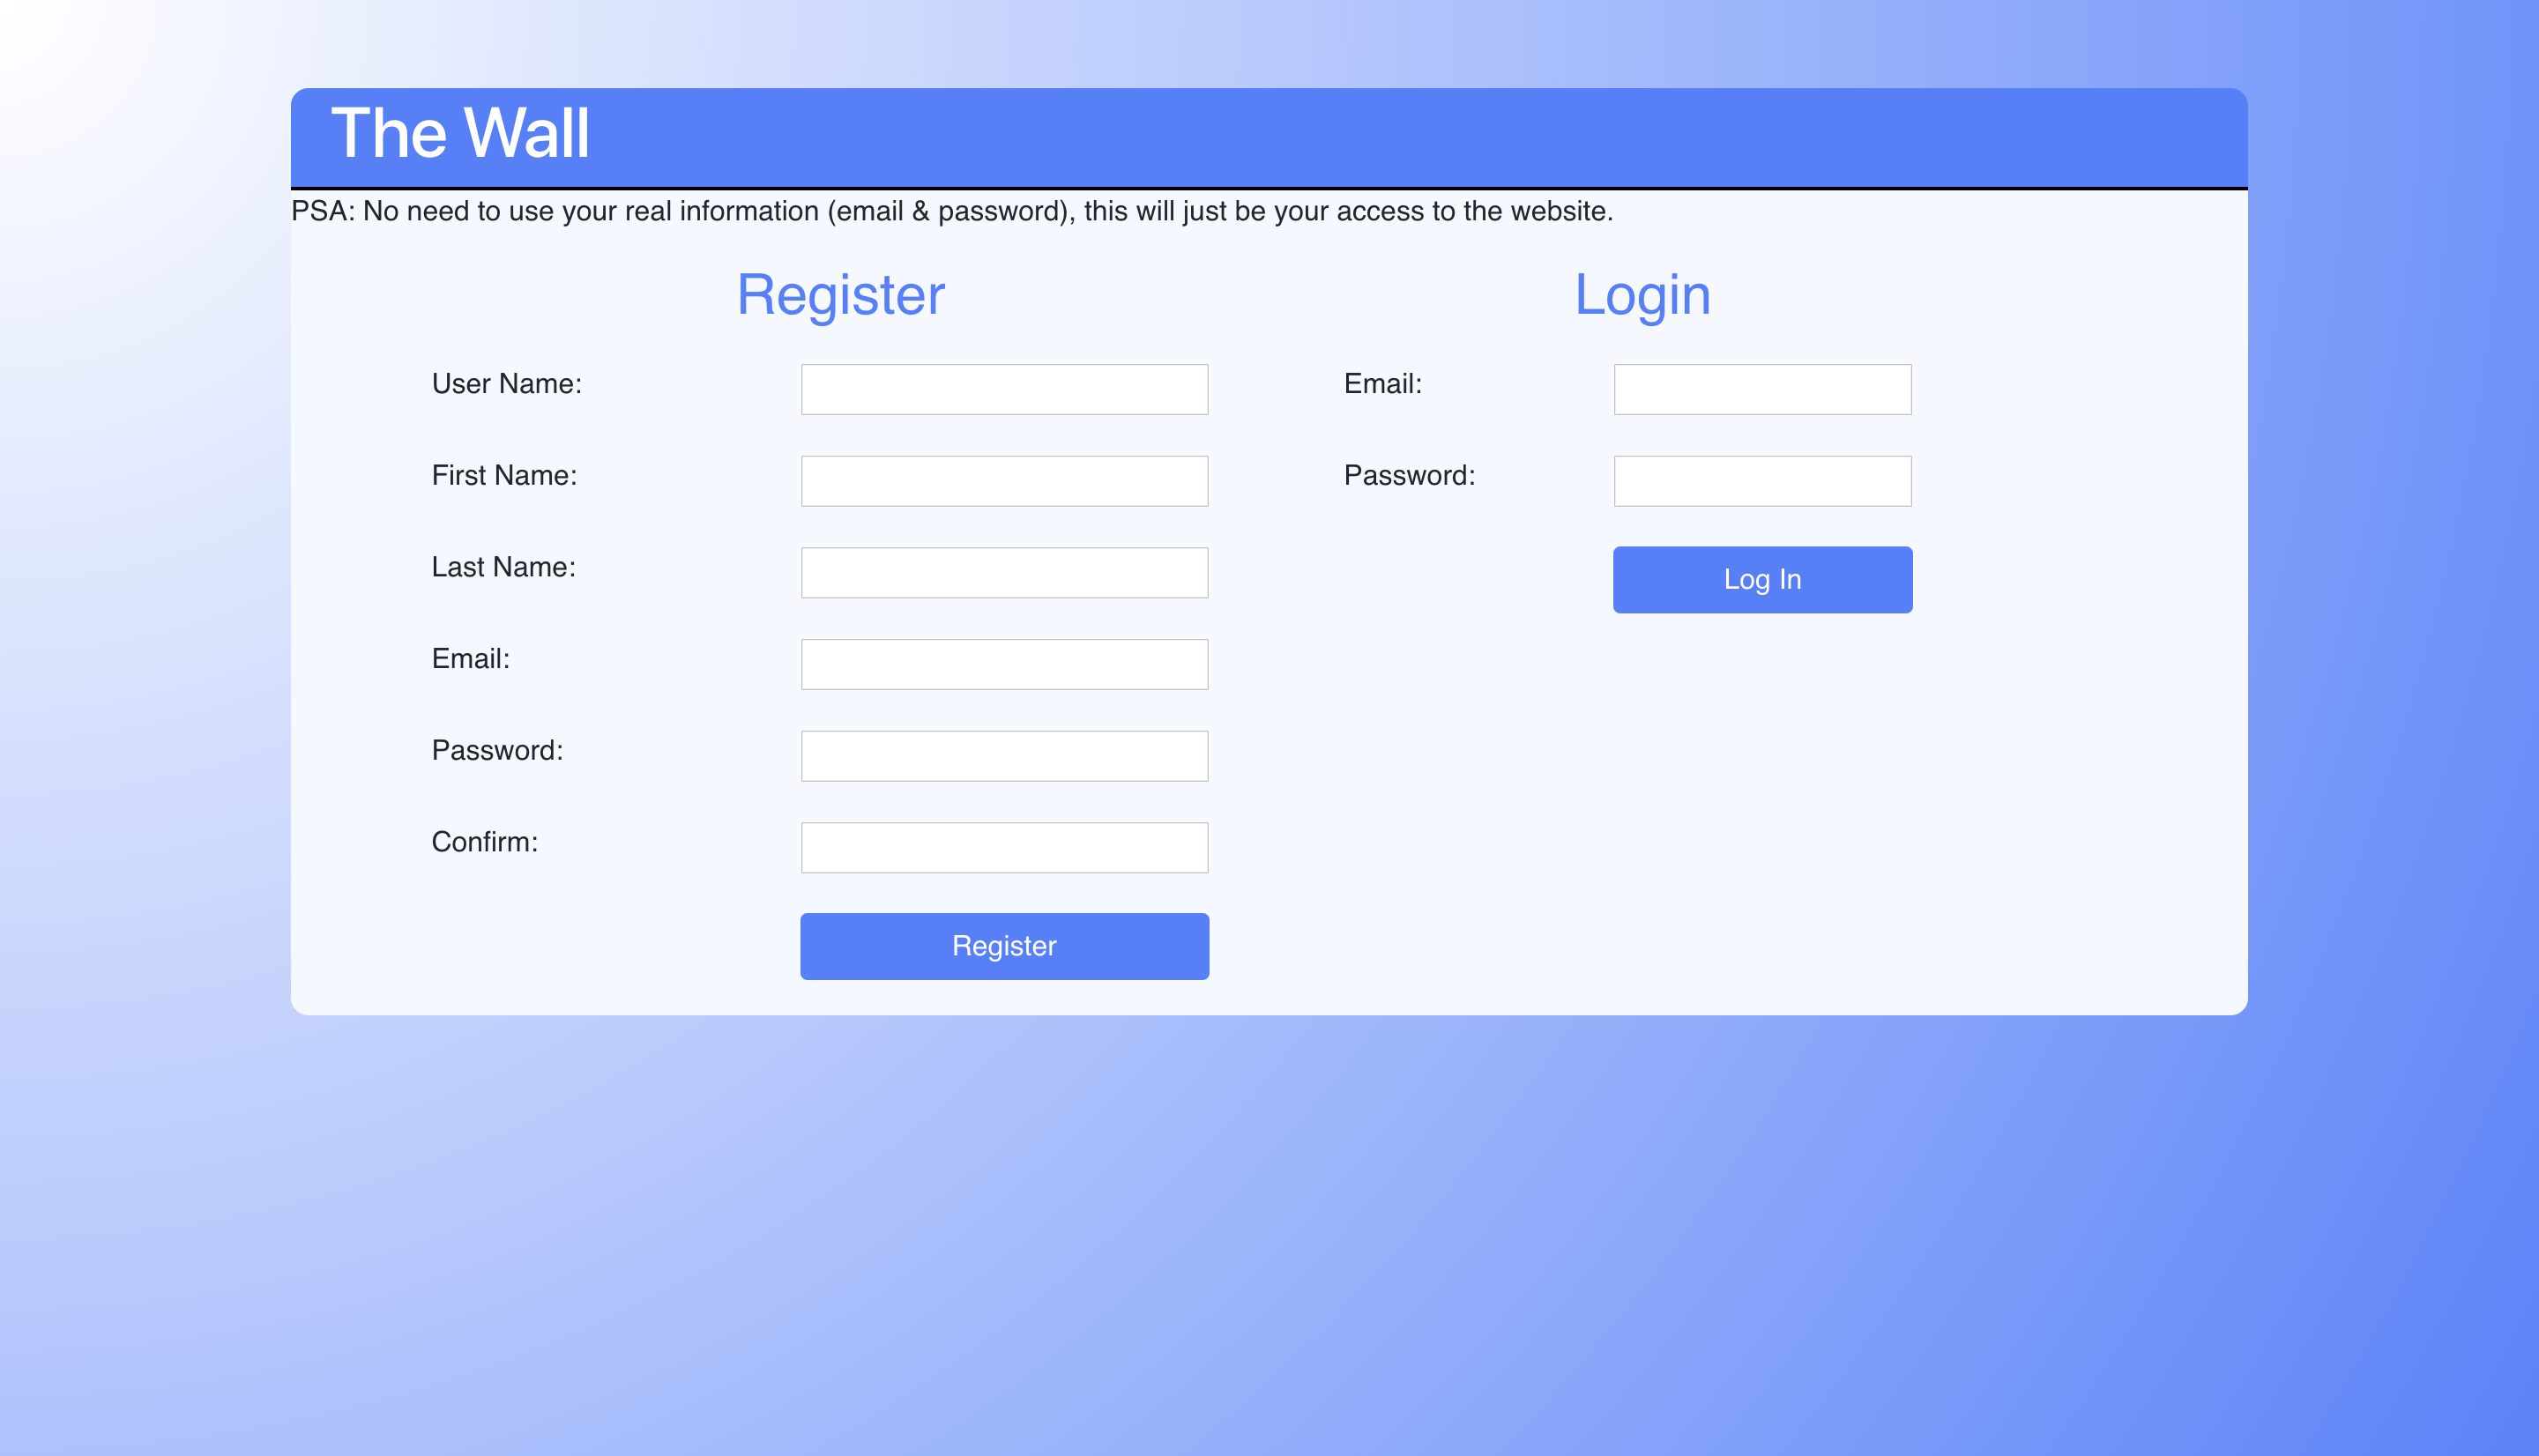 The Wall
PSA: No need to use your real information (email & password), this will just be your access to the website.
Register
User Name:
First Name:
Last Name:
Email:
Password:
Confirm:
Register
Login
Email:
Password:
Log In